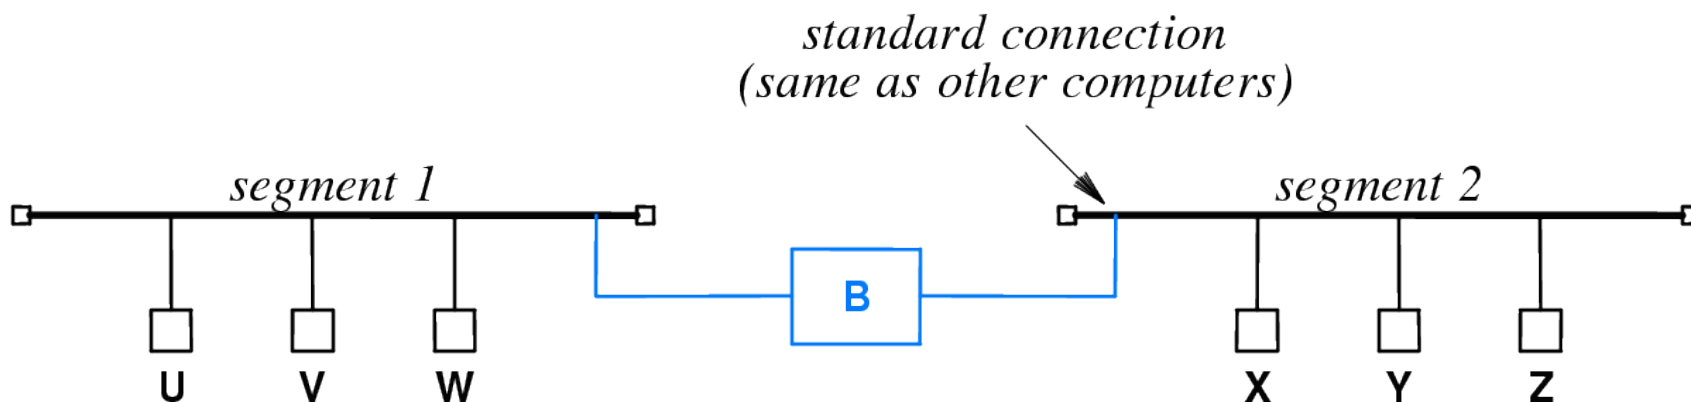 standard connection
(same as other computers)
segment 1
segment 2
B
U
V
W
X
Y
Z